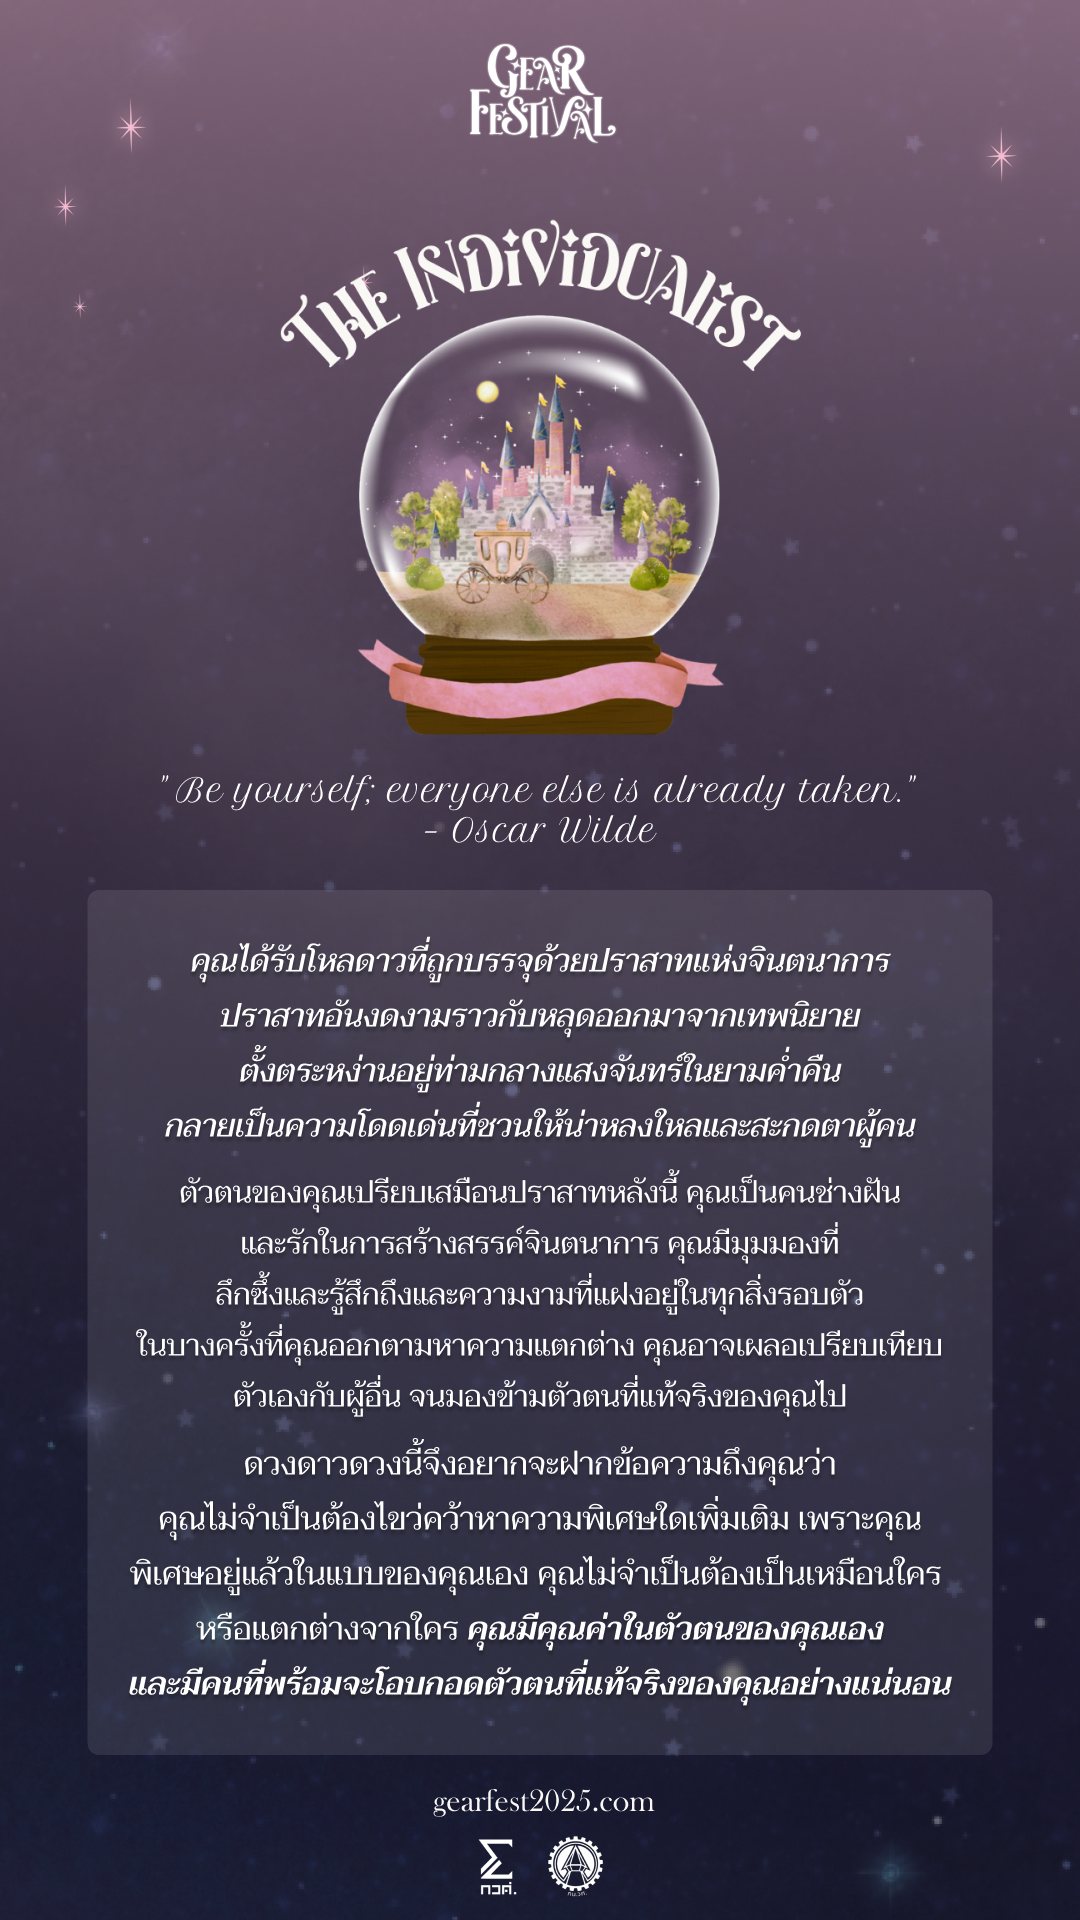 GEAR
FESTIVAL
THE INDIVIDUALIST
" Be yourself; everyone else is already taken."
- Oscar Wilde
คุณได้รับโหลดาวที่ถูกบรรจุด้วยปราสาทแห่งจินตนาการ
ปราสาทอันงดงามราวกับหลุดออกมาจากเทพนิยาย
ตั้งตระหง่านอยู่ท่ามกลางแสงจันทร์ในยามค่ำคืน
กลายเป็นความโดดเด่นที่ชวนให้น่าหลงใหลและสะกดตาผู้คน
ตัวตนของคุณเปรียบเสมือนปราสาทหลังนี้ คุณเป็นคนช่างฝัน
และรักในการสร้างสรรค์จินตนาการ คุณมีมุมมองที่
ลึกซึ้งและรู้สึกถึงและความงามที่แฝงอยู่ในทุกสิ่งรอบตัว
ในบางครั้งที่คุณออกตามหาความแตกต่าง คุณอาจเผลอเปรียบเทียบ
ตัวเองกับผู้อื่น จนมองข้ามตัวตนที่แท้จริงของคุณไป
ดวงดาวดวงนี้จึงอยากจะฝากข้อความถึงคุณว่า
คุณไม่จำเป็นต้องไขว่คว้าหาความพิเศษใดเพิ่มเติม เพราะคุณ
พิเศษอยู่แล้วในแบบของคุณเอง คุณไม่จำเป็นต้องเป็นเหมือนใคร
หรือแตกต่างจากใคร คุณมีคุณค่าในตัวตนของคุณเอง
และมีคนที่พร้อมจะโอบกอดตัวตนที่แท้จริงของคุณอย่างแน่นอน
gearfest2025.com
กวศ.